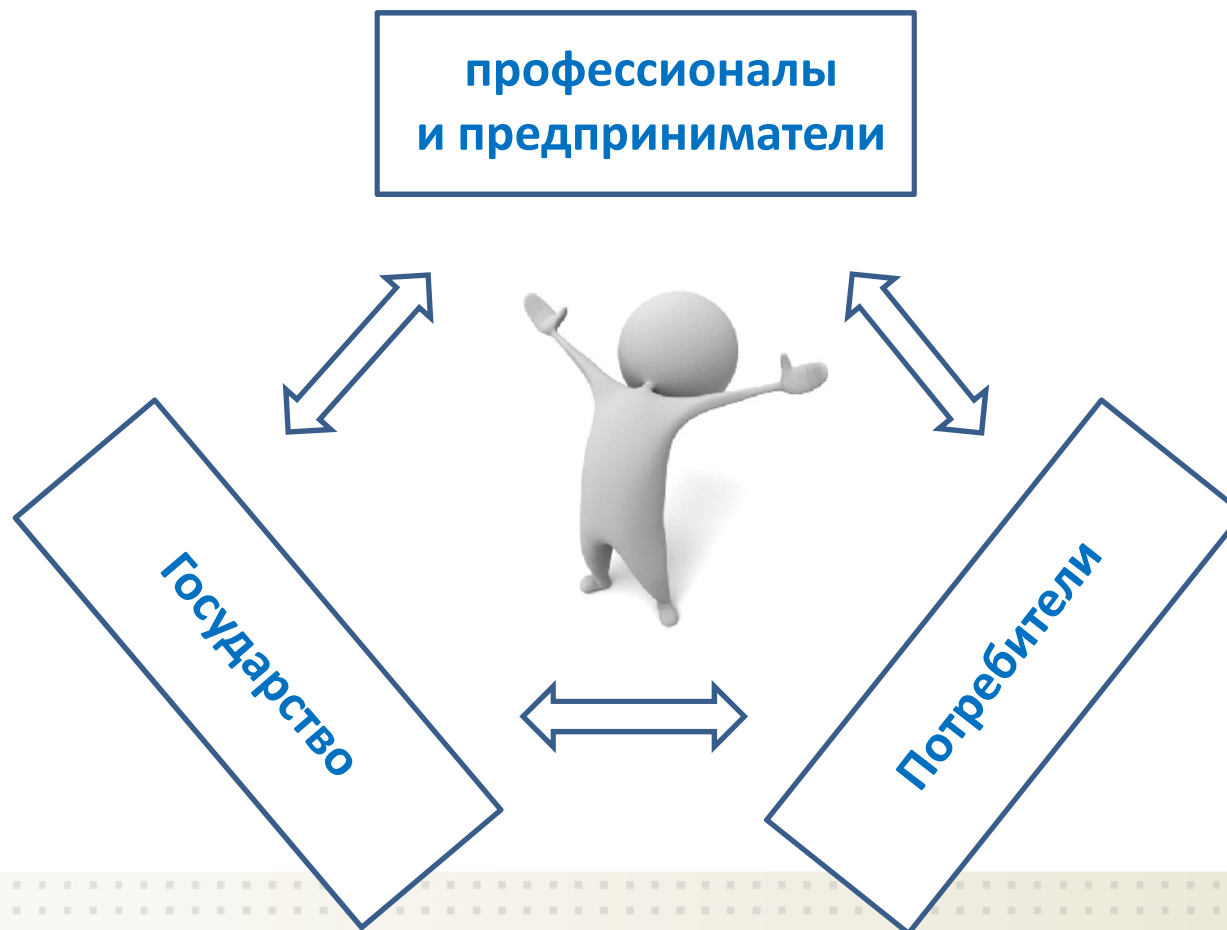 профессионалы
и предприниматели
Государство
Потребители